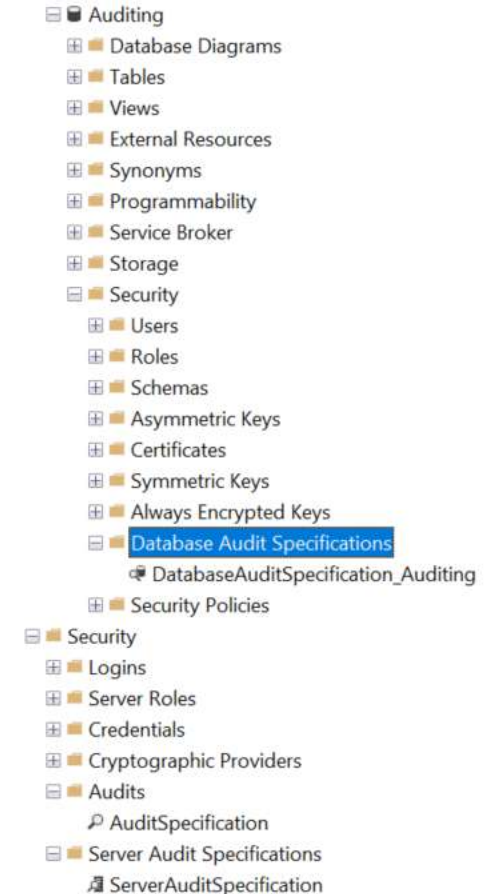 Auditing
Database Diagrams
Tables
Views
External Resources
Synonyms
Programmability
Service Broker
Storage
Security
Users
Roles
Schemas
Asymmetric Keys
Certificates
Symmetric Keys
Always Encrypted Keys
Database Audit Specifications
DatabaseAuditSpecification_Auditing
Security Policies
Security
Logins
Server Roles
Credentials
Cryptographic Providers
Audits
AuditSpecification
Server Audit Specifications
ServerAuditSpecification